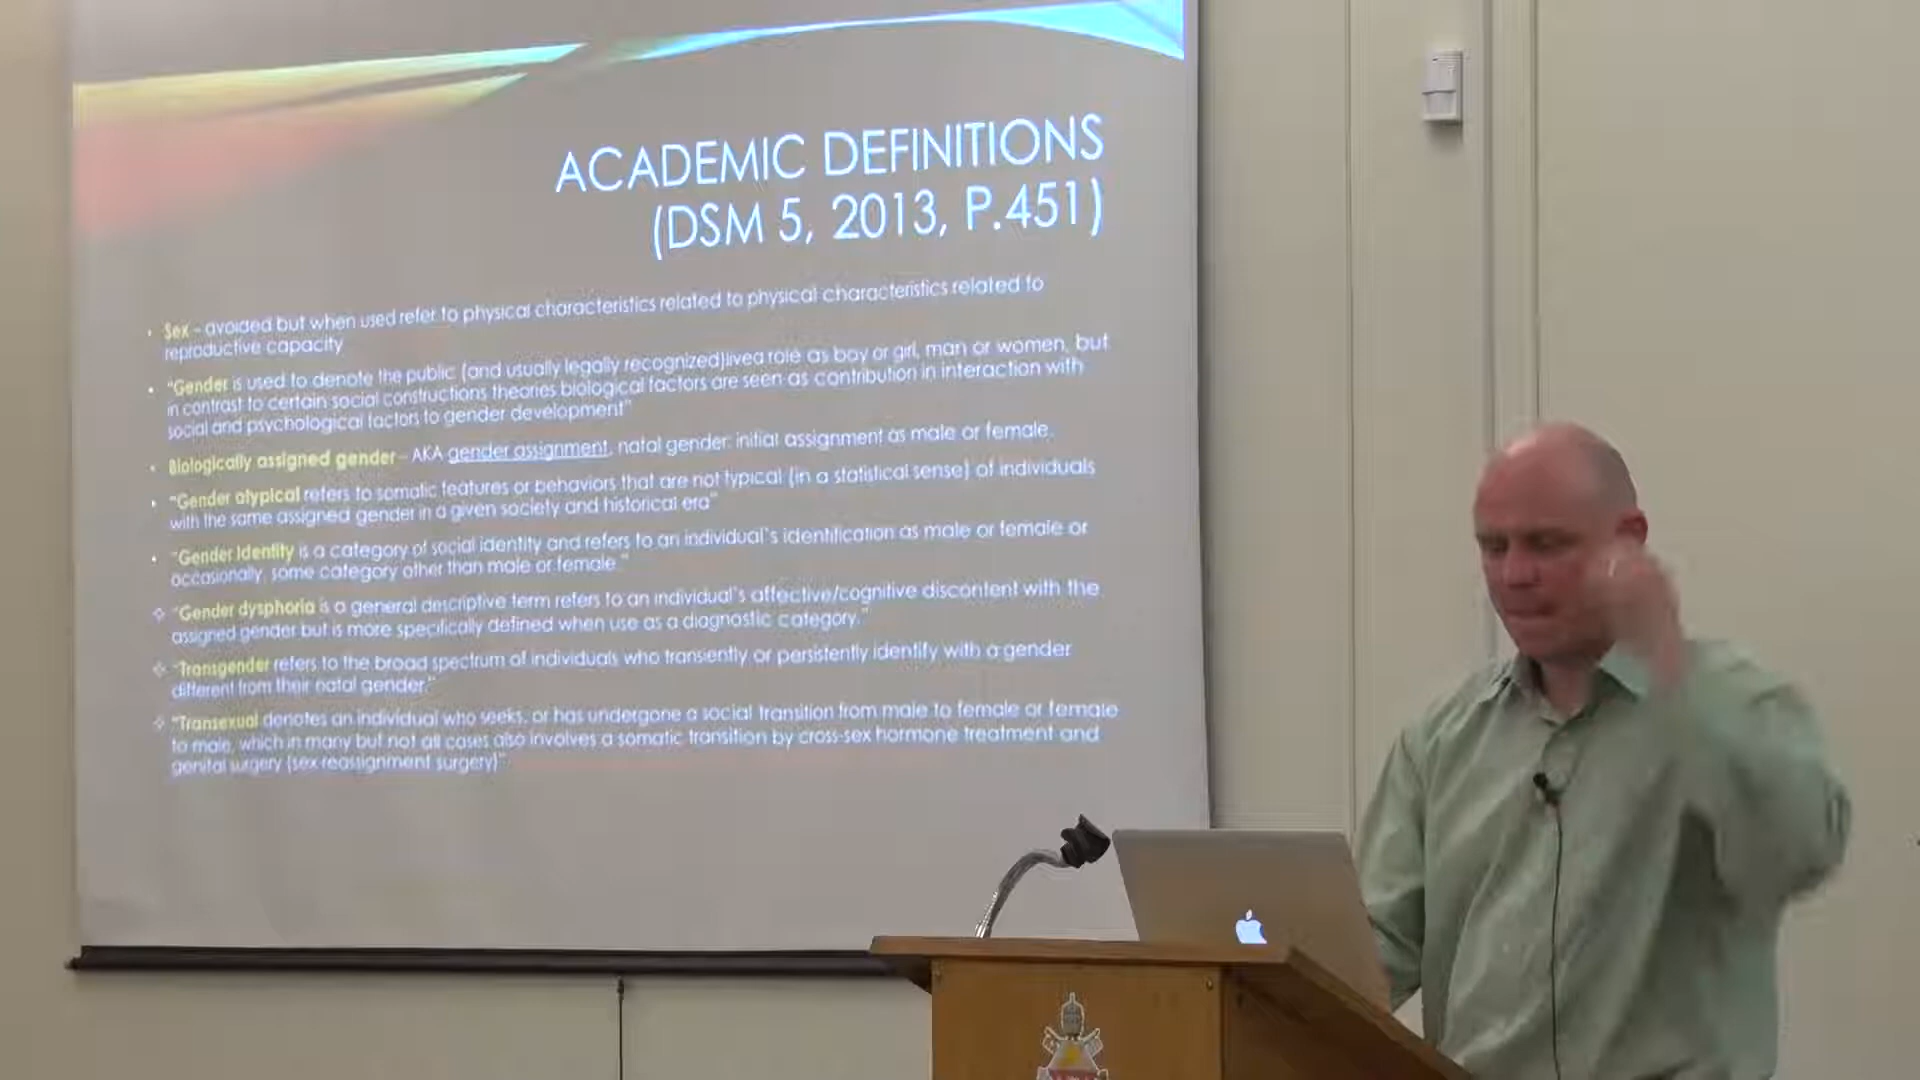 ACADEMIC DEFINITIONS
(DSM 5, 2013, P.451)
Sex - avoided but when used refer to physical characteristics related to physical characteristics related to
reproductive capacity
"Gender is used to denote the public (and usually legally recognized)lived role as boy or girl, man or women, but
in contrast to certain social constructions theories biological factors are seen as contribution in interaction with
social and psychological factors to gender development"
Biologically assigned gender – AKA gender assignment, natal gender: initial assignment as male or female.
"Gender atypical refers to somatic features or behaviors that are not typical (in a statistical sense) of individuals
with the same assigned gender in a given society and historical era"
"Gender Identity is a category of social identity and refers to an individual's identification as male or female or
occasionally, some category other than male or female."
"Gender dysphoria is a general descriptive term refers to an individual's affective/cognitive discontent with the
assigned gender but is more specifically defined when use as a diagnostic category."
"Transgender refers to the broad spectrum of individuals who transiently or persistently identify with a gender
different from their natal gender"
"Transexual denotes an individual who seeks, or has undergone a social transition from male to female or female
to male, which in many but not all cases also involves a somatic transition by cross-sex hormone treatment and
genital surgery (sex reassignment surgery)"